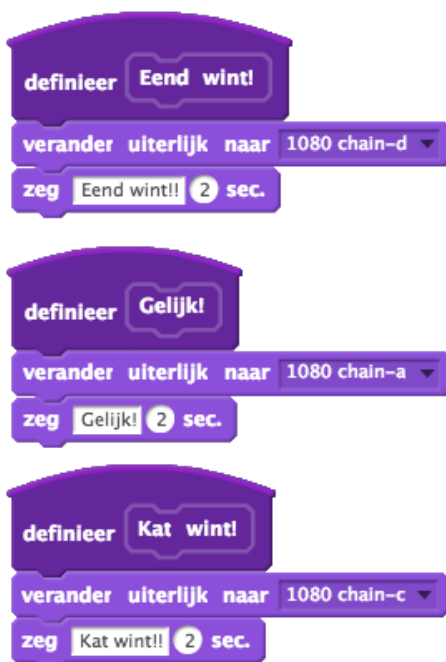 definieer Eend wint!
verander uiterlijk naar 1080 chain-d
zeg Eend wint!! 2 sec.
definieer Gelijk!
verander uiterlijk naar 1080 chain-a
zeg Gelijk! 2 sec.
definieer Kat wint!
verander uiterlijk naar 1080 chain-c
zeg Kat wint!! 2 sec.